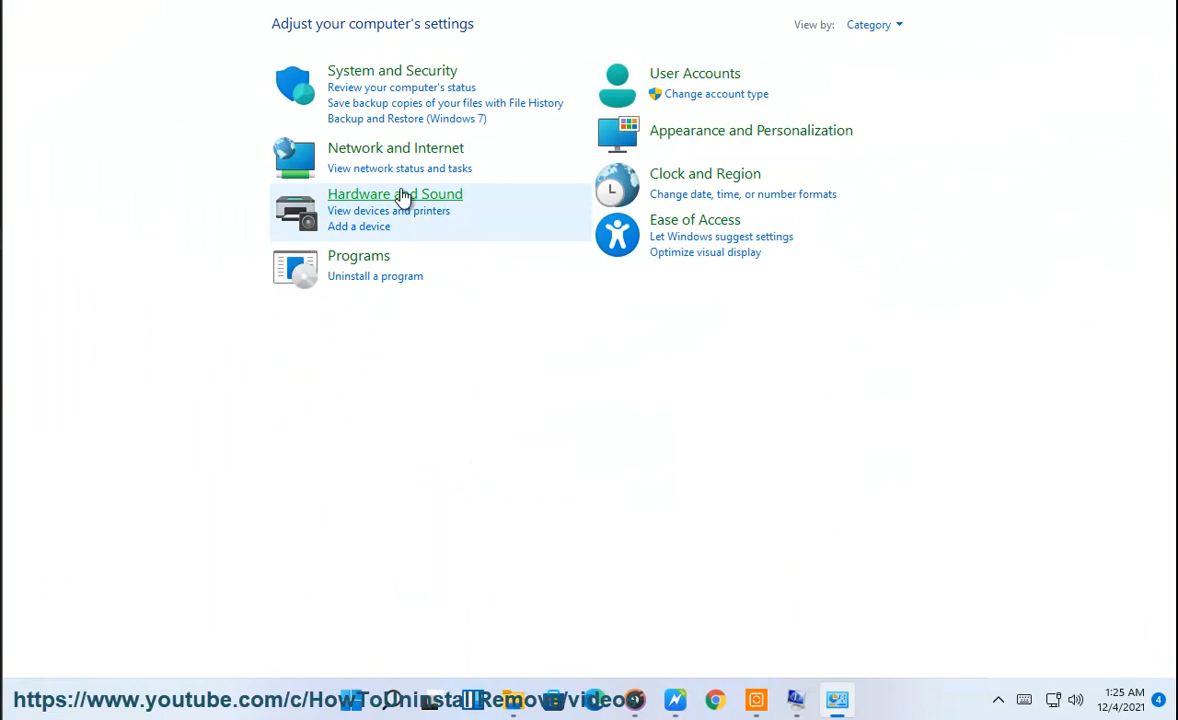 Adjust your computer's settings
View by: Category
System and Security
Review your computer's status
Save backup copies of your files with File History
Backup and Restore (Windows 7)
Network and Internet
View network status and tasks
Hardware and Sound
View devices and printers
Add a device
Programs
Uninstall a program
User Accounts
Change account type
Appearance and Personalization
Clock and Region
Change date, time, or number formats
Ease of Access
Let Windows suggest settings
Optimize visual display
https://www.youtube.com/c/HowToUninstallRemove/videos
1:25 AM
12/4/2021
4